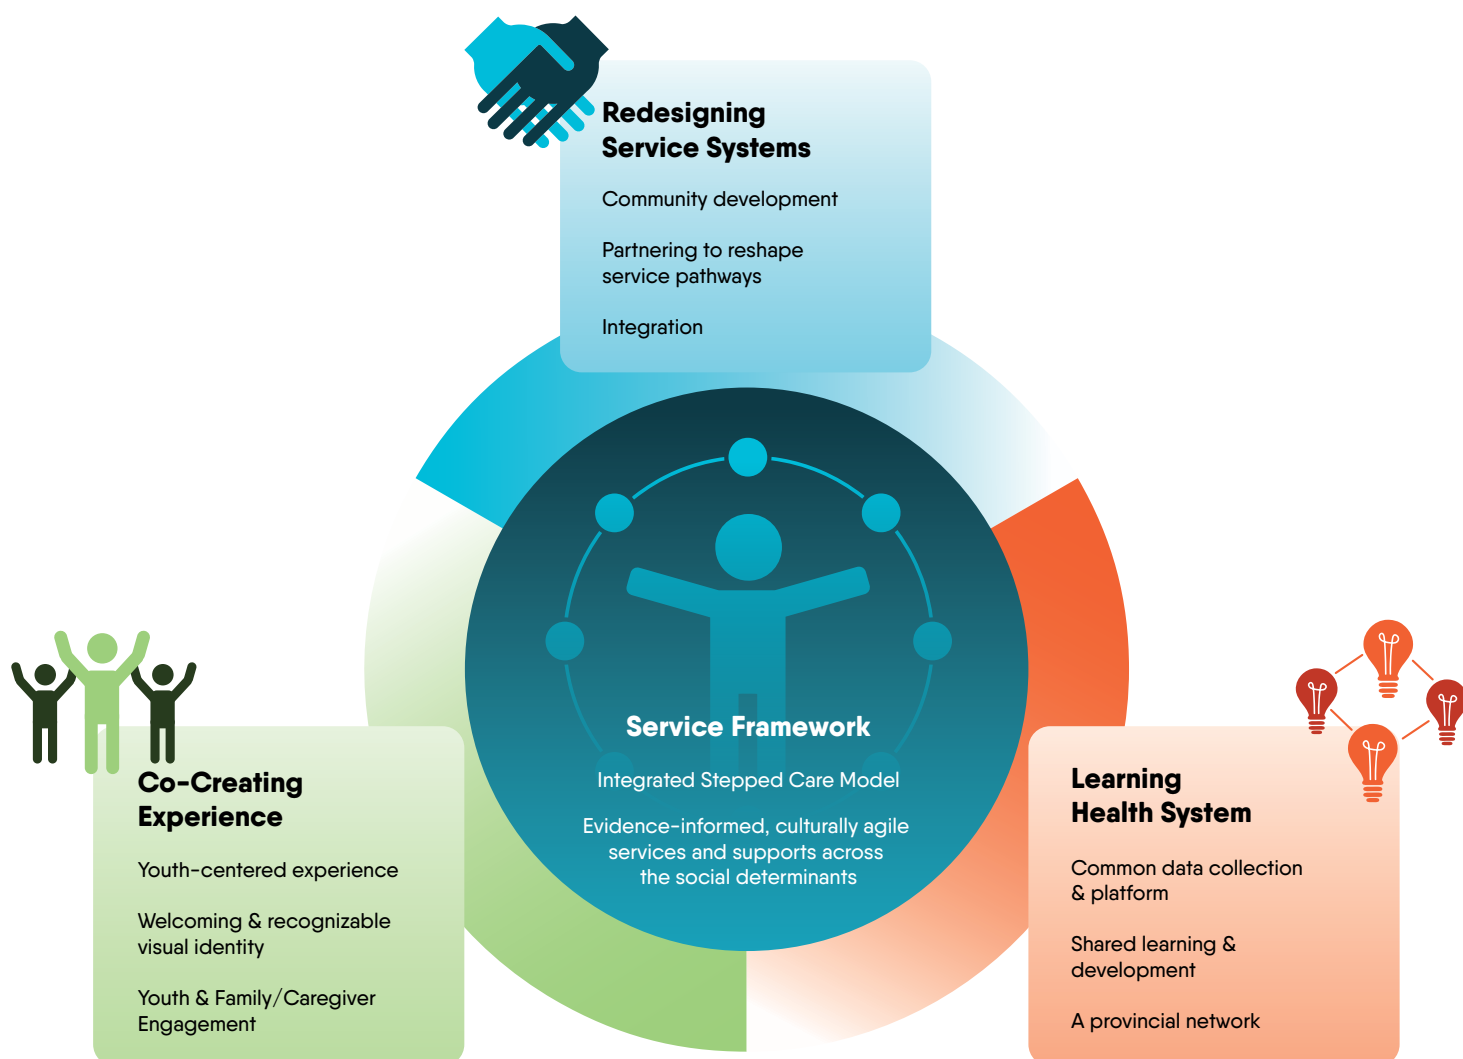 Redesigning
Service Systems
Community development
Partnering to reshape
service pathways
Integration
Service Framework
Integrated Stepped Care Model
Evidence-informed, culturally agile
services and supports across
the social determinants
Co-Creating
Experience
Youth-centered experience
Welcoming & recognizable
visual identity
Youth & Family/Caregiver
Engagement
Learning
Health System
Common data collection
& platform
Shared learning &
development
A provincial network